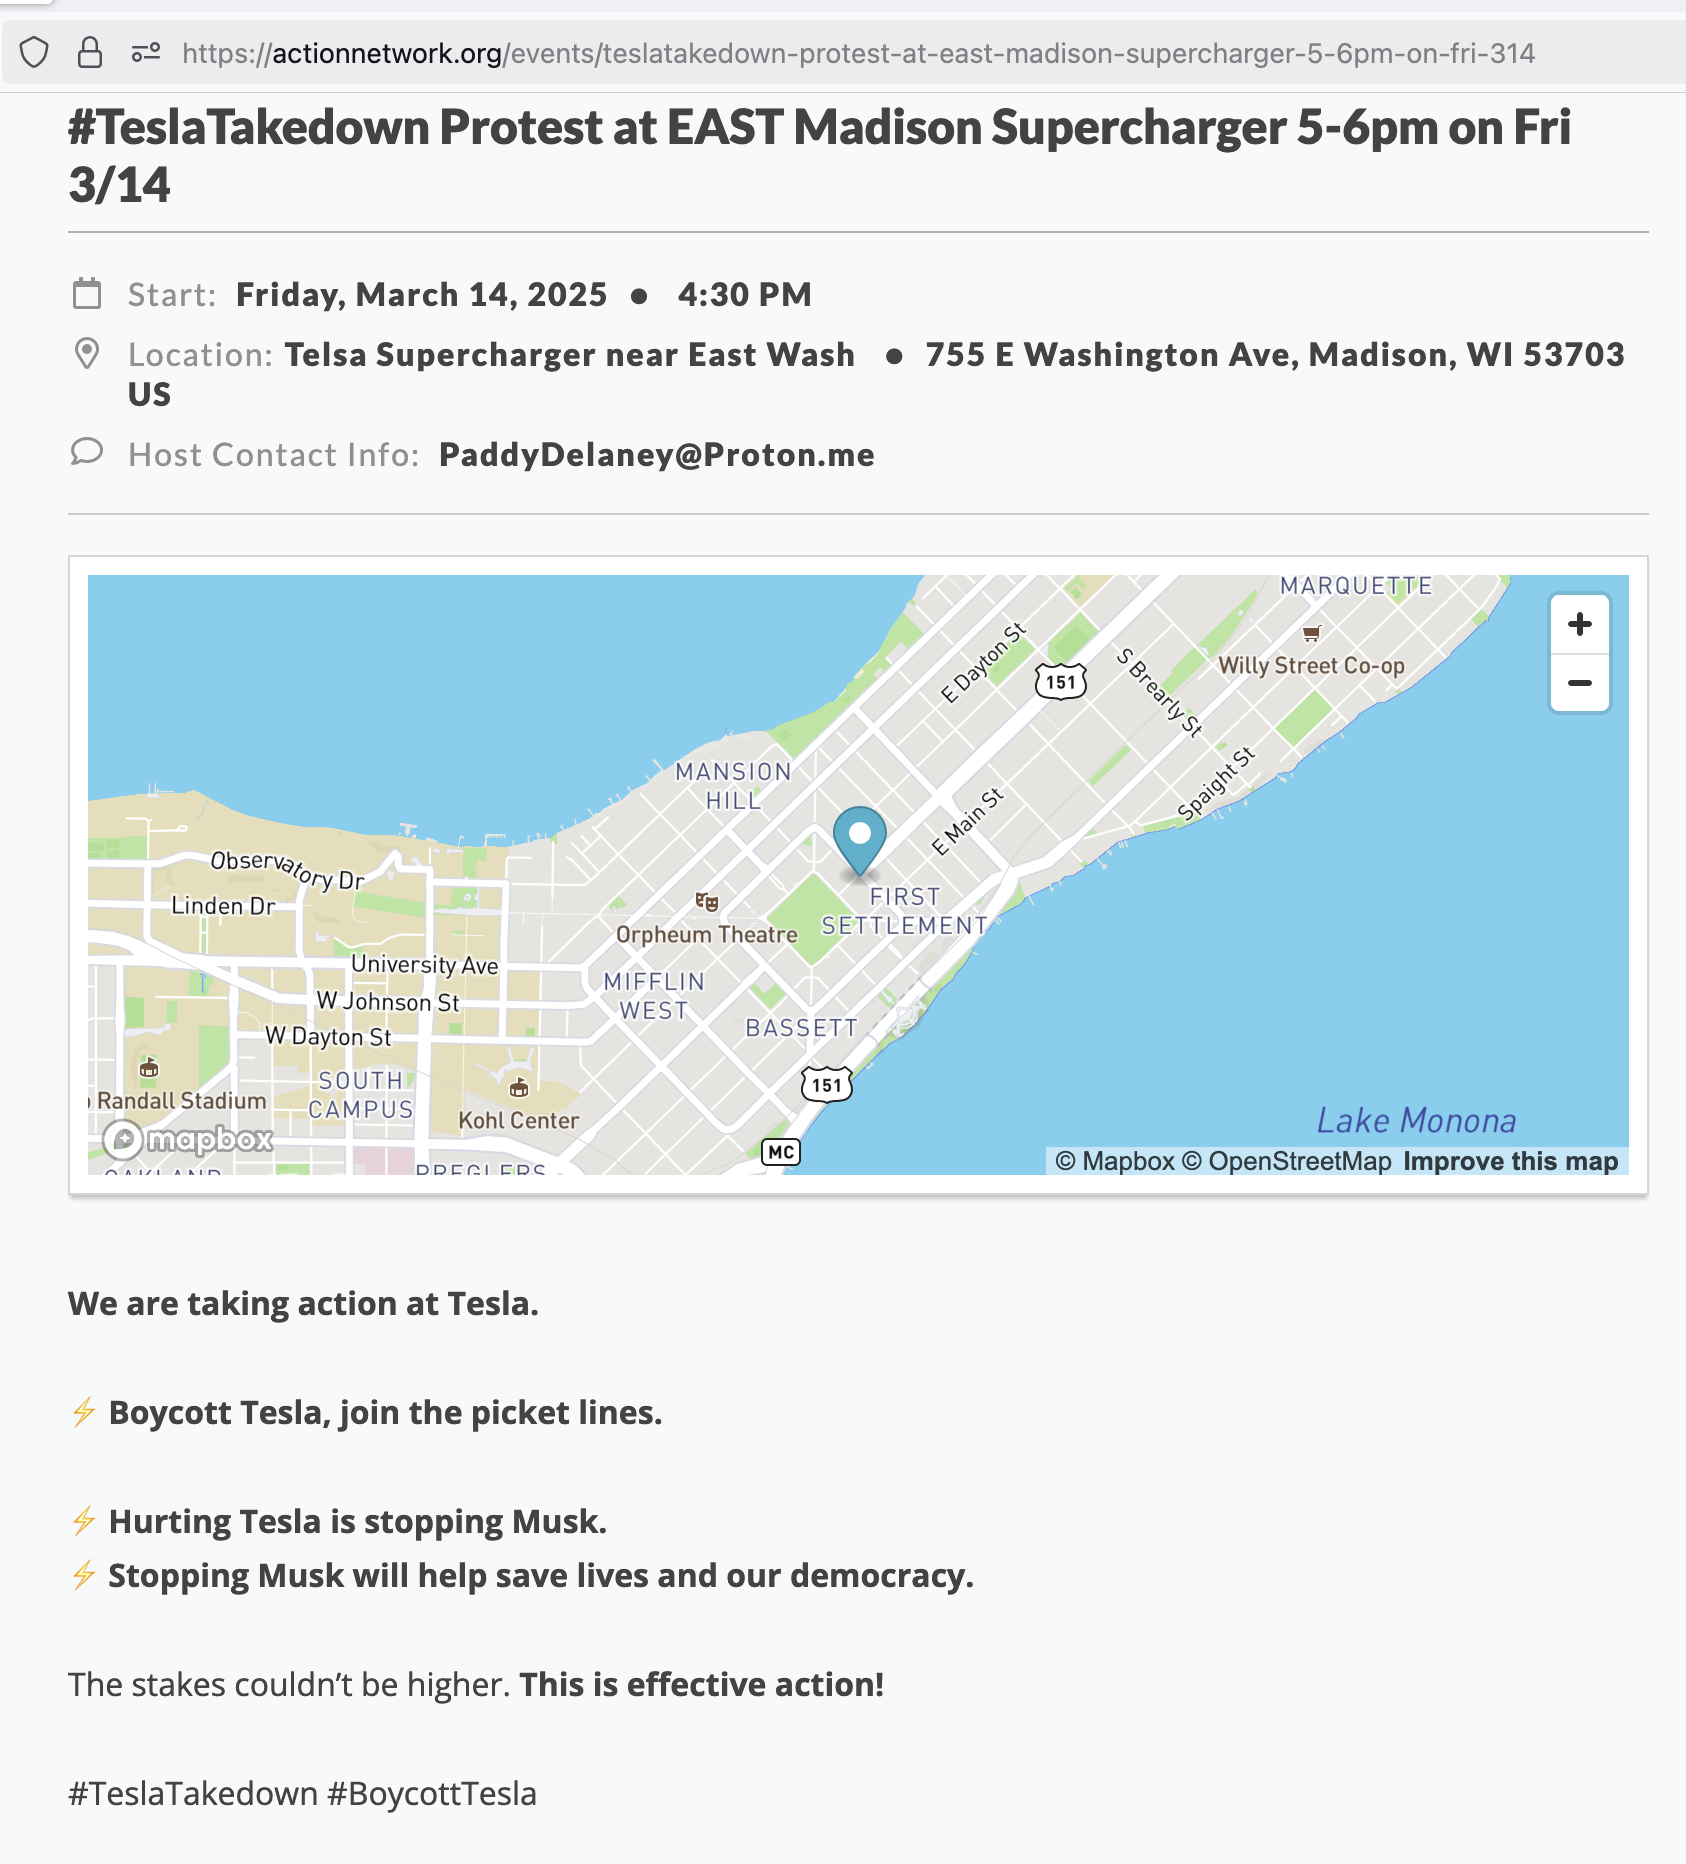 https://actionnetwork.org/events/teslatakedown-protest-at-east-madison-supercharger-5-6pm-on-fri-314
#TeslaTakedown Protest at EAST Madison Supercharger 5-6pm on Fri
3/14
Start: Friday, March 14, 2025 ● 4:30 PM
Location: Telsa Supercharger near East Wash ● 755 E Washington Ave, Madison, WI 53703
US
Host Contact Info: PaddyDelaney@Proton.me
MARQUETTE
+
−
E Dayton St
151
S Brearly St
Willy Street Co-op
MANSION
HILL
E Main St
Spaight St
Observatory Dr
Linden Dr
FIRST
SETTLEMENT
Orpheum Theatre
University Ave
MIFFLIN
WEST
W Johnson St
BASSETT
W Dayton St
SOUTH
CAMPUS
151
Randall Stadium
Kohl Center
Lake Monona
mapbox
MC
© Mapbox © OpenStreetMap Improve this map
We are taking action at Tesla.
⚡ Boycott Tesla, join the picket lines.
⚡ Hurting Tesla is stopping Musk.
⚡ Stopping Musk will help save lives and our democracy.
The stakes couldn't be higher. This is effective action!
#TeslaTakedown #BoycottTesla